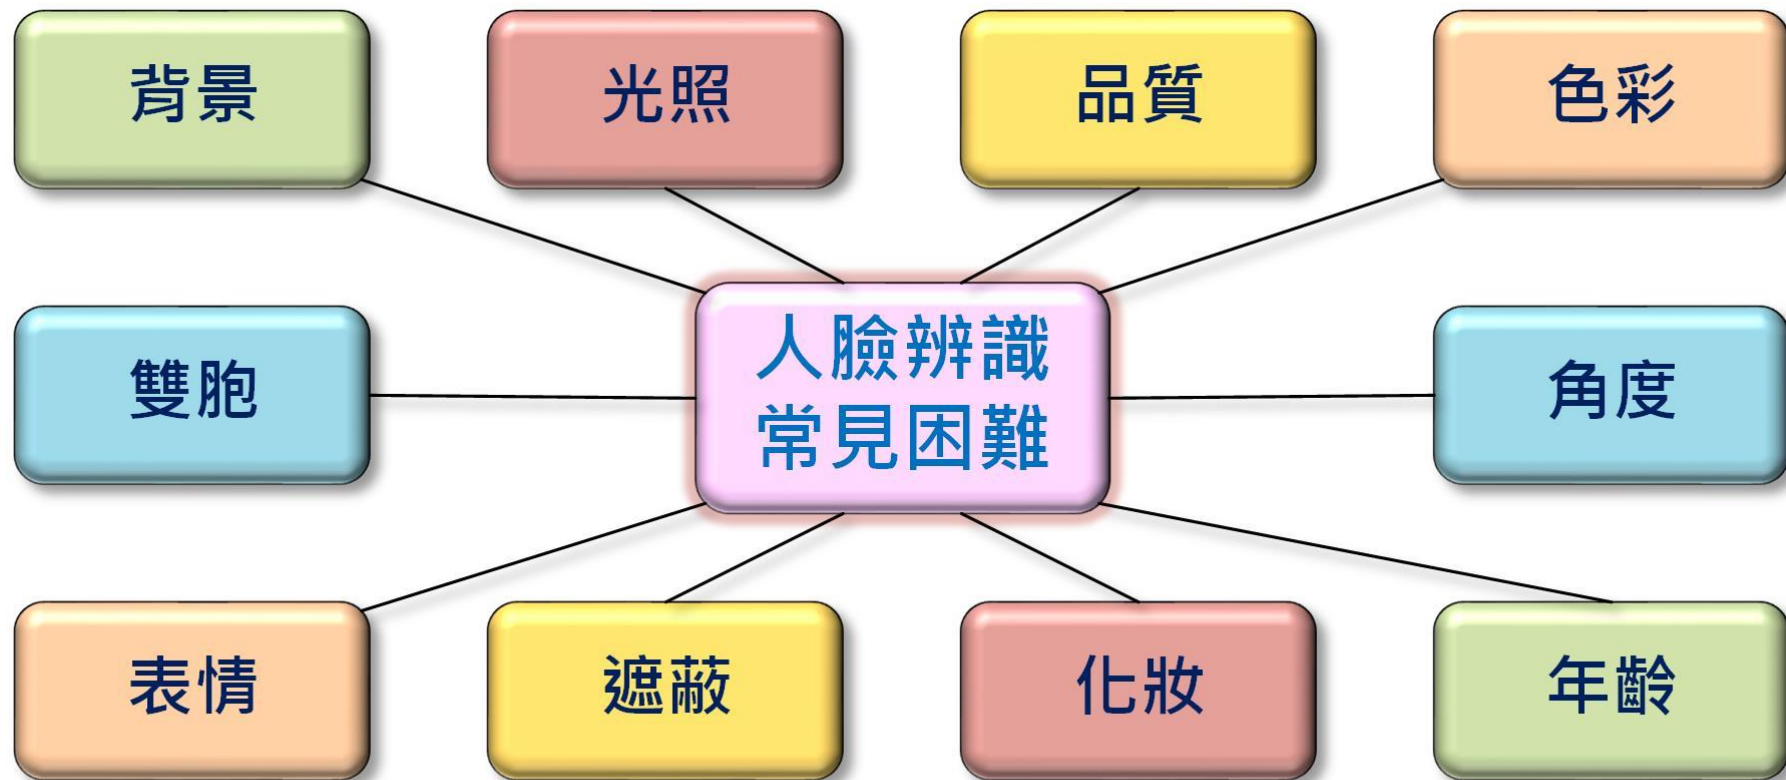 背景
光照
品質
色彩
雙胞
人臉辨識
常見困難
角度
表情
遮蔽
化妝
年齡